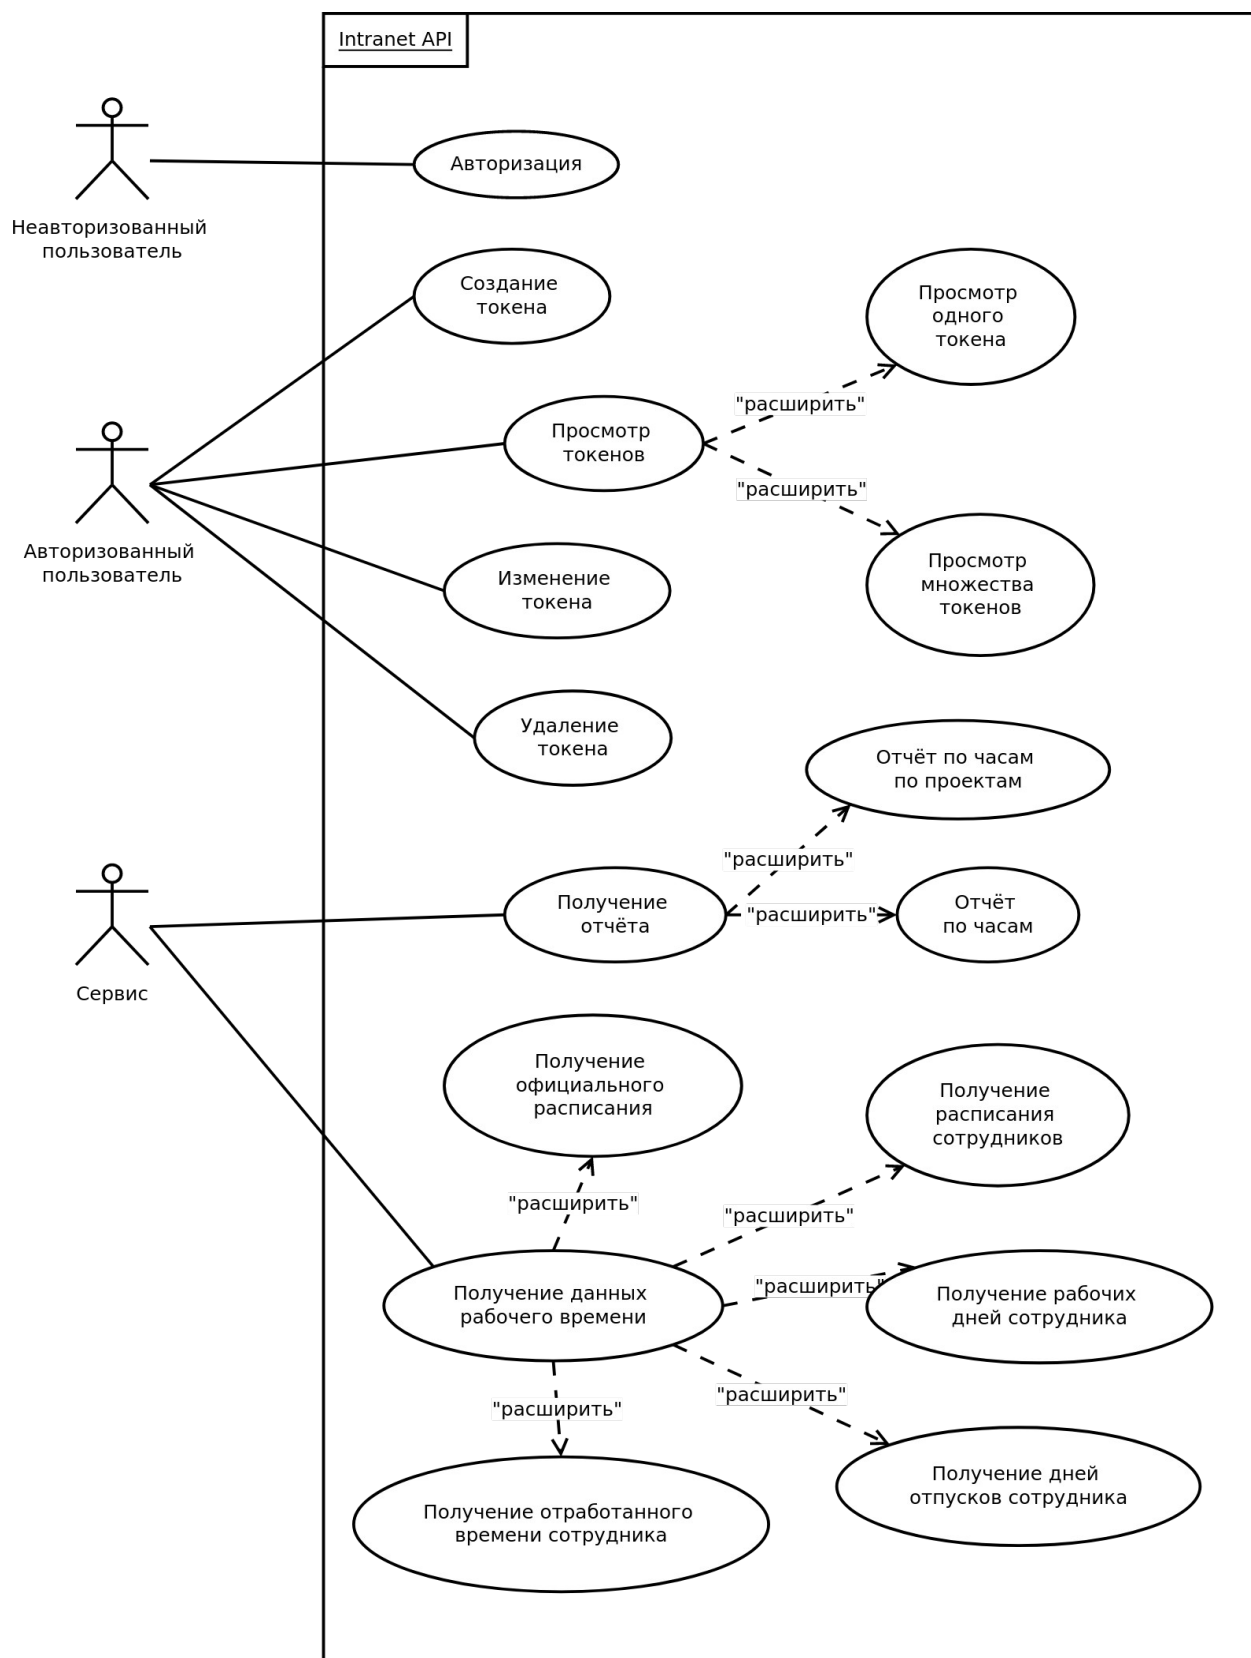 Intranet API
Неавторизованный
пользователь
Авторизация
Создание
токена
Просмотр
одного
токена
"расширить"
Авторизованный
пользователь
Просмотр
токенов
"расширить"
Просмотр
множества
токенов
Изменение
токена
Удаление
токена
Отчёт по часам
по проектам
"расширить"
Сервис
Получение
отчёта
"расширить"
Отчёт
по часам
Получение
официального
расписания
Получение
расписания
сотрудников
"расширить"
"расширить"
Получение данных
рабочего времени
"расширить"
Получение рабочих
дней сотрудника
"расширить"
"расширить"
Получение дней
отпусков сотрудника
Получение отработанного
времени сотрудника